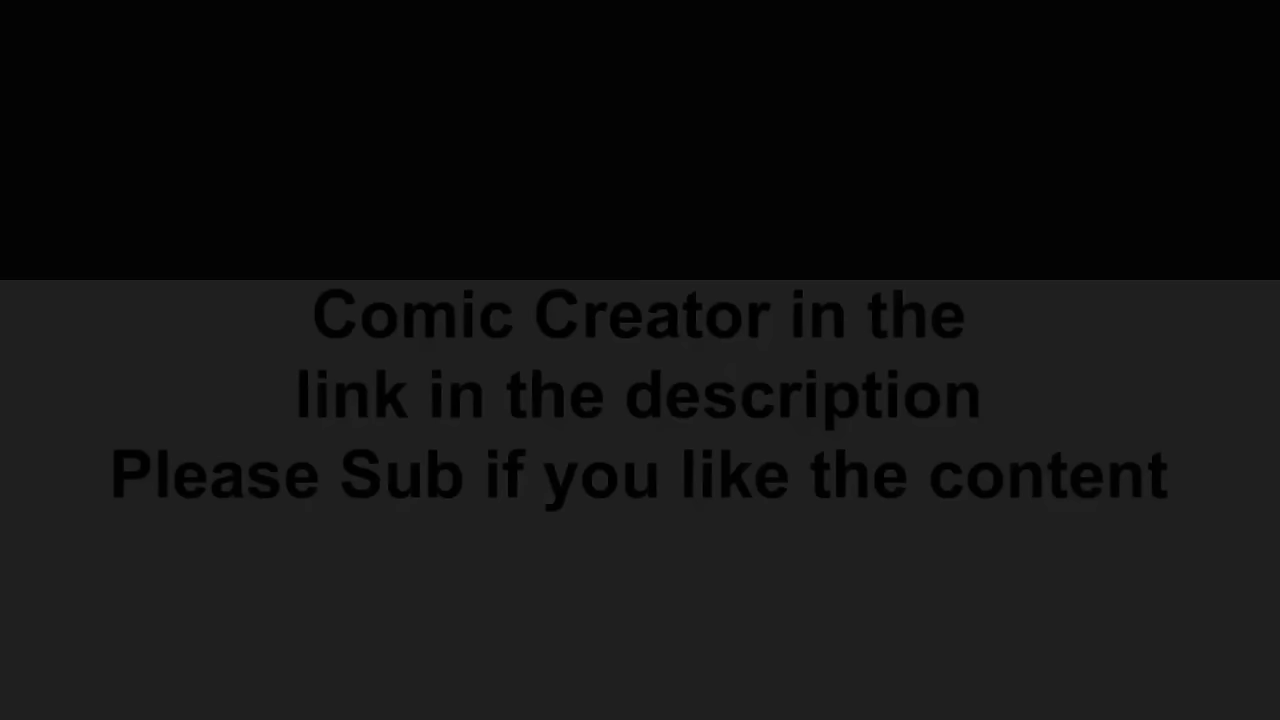 Comic Creator in the
link in the description
Please Sub if you like the content